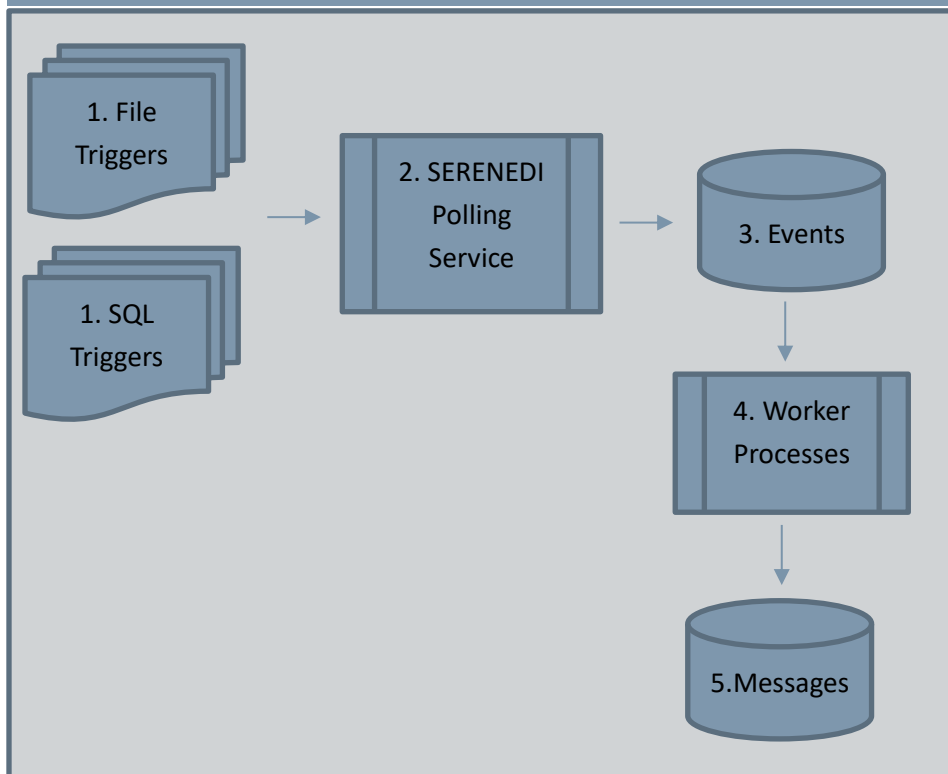 1. File
Triggers
1. SQL
Triggers
2. SERENEDI
Polling
Service
3. Events
4. Worker
Processes
5.Messages